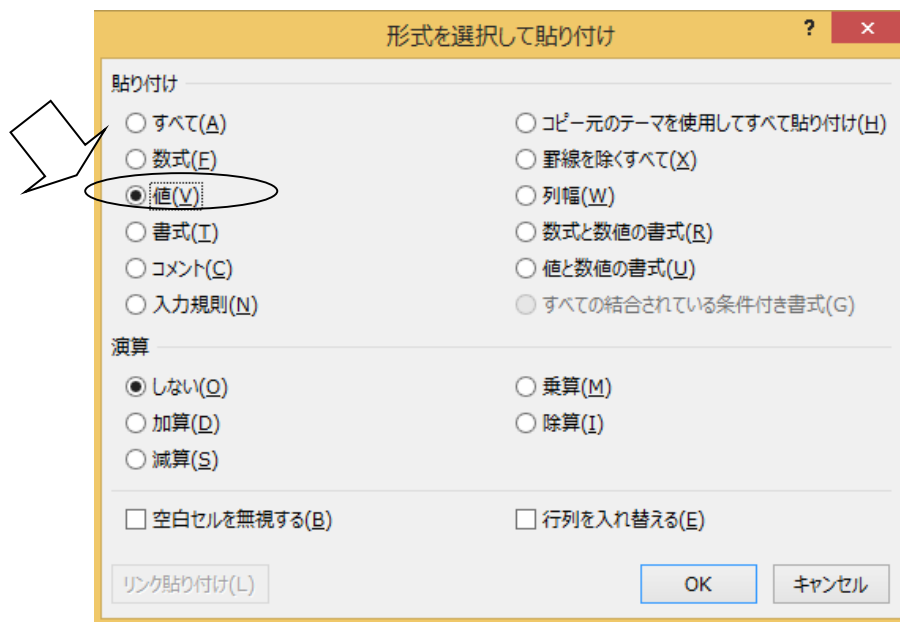 形式を選択して貼り付け ?
貼り付け
すべて(A) コピー元のテーマを使用してすべて貼り付け(H)
数式(F) 罫線を除くすべて(X)
値(V) 列幅(W)
書式(T) 数式と数値の書式(R)
コメント(C) 値と数値の書式(U)
入力規則(N) すべての結合されている条件付き書式(G)
演算
しない(O) 乗算(M)
加算(D) 除算(I)
減算(S)
空白セルを無視する(B) 行列を入れ替える(E)
リンク貼り付け(L) OK キャンセル